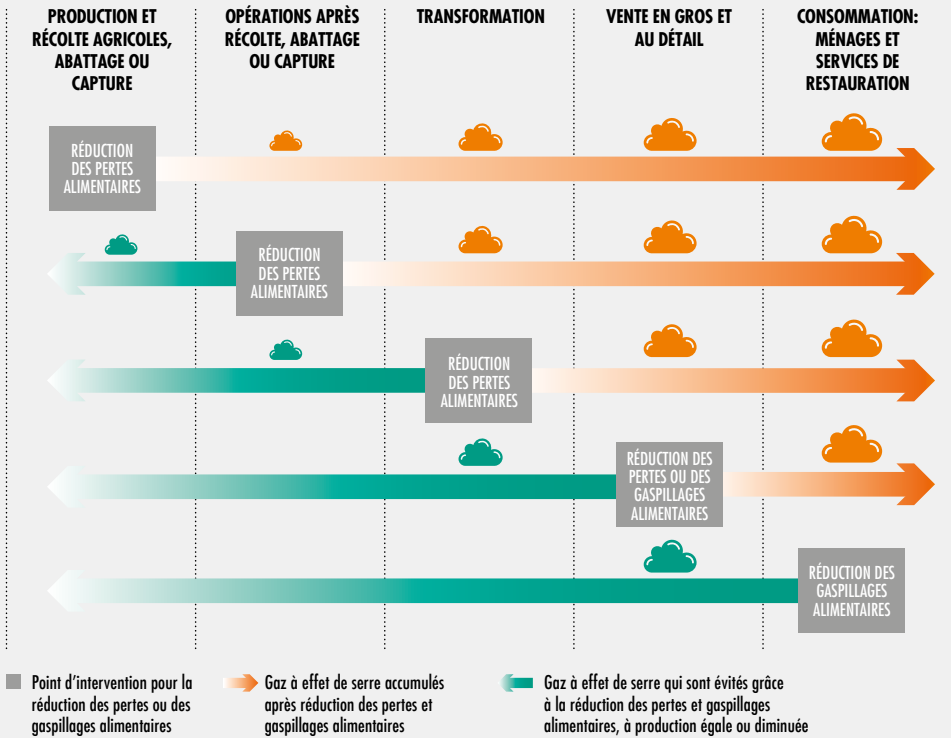 PRODUCTION ET
RÉCOLTE AGRICOLES,
ABATTAGE OU
CAPTURE
OPÉRATIONS APRÈS
RÉCOLTE, ABATTAGE
OU CAPTURE
TRANSFORMATION
VENTE EN GROS ET
AU DÉTAIL
CONSOMMATION:
MÉNAGES ET
SERVICES DE
RESTAURATION
RÉDUCTION
DES PERTES
ALIMENTAIRES
RÉDUCTION
DES PERTES
ALIMENTAIRES
RÉDUCTION
DES PERTES
ALIMENTAIRES
RÉDUCTION DES
PERTES OU DES
GASPILLAGES
ALIMENTAIRES
RÉDUCTION DES
GASPILLAGES
ALIMENTAIRES
Point d'intervention pour la
réduction des pertes ou des
gaspillages alimentaires
Gaz à effet de serre accumulés
après réduction des pertes et
gaspillages alimentaires
Gaz à effet de serre qui sont évités grâce
à la réduction des pertes et gaspillages
alimentaires, à production égale ou diminuée